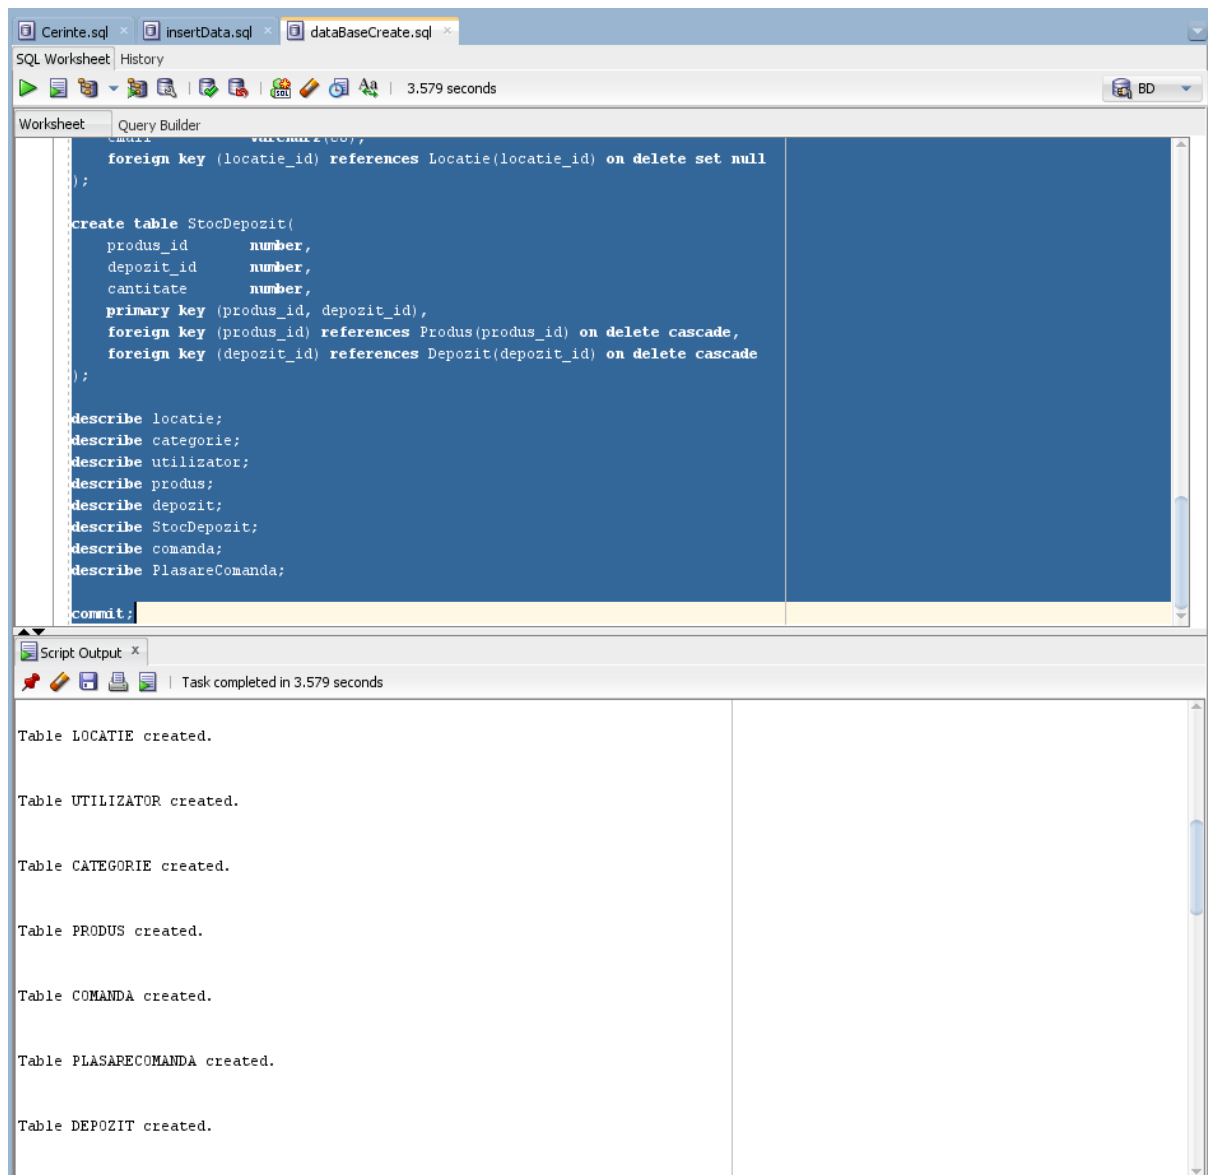 Cerinte.sql insertData.sql dataBaseCreate.sql
SQL Worksheet History
3.579 seconds BD
Worksheet Query Builder
foreign key (locatie_id) references Locatie(locatie_id) on delete set null
);
create table StocDepozit(
produs_id number,
depozit_id number,
cantitate number,
primary key (produs_id, depozit_id),
foreign key (produs_id) references Produs(produs_id) on delete cascade,
foreign key (depozit_id) references Depozit(depozit_id) on delete cascade
);
describe locatie;
describe categorie;
describe utilizator;
describe produs;
describe depozit;
describe StocDepozit;
describe comanda;
describe PlasareComanda;
commit;
Script Output
Task completed in 3.579 seconds
Table LOCATIE created.
Table UTILIZATOR created.
Table CATEGORIE created.
Table PRODUS created.
Table COMANDA created.
Table PLASARECOMANDA created.
Table DEPOZIT created.